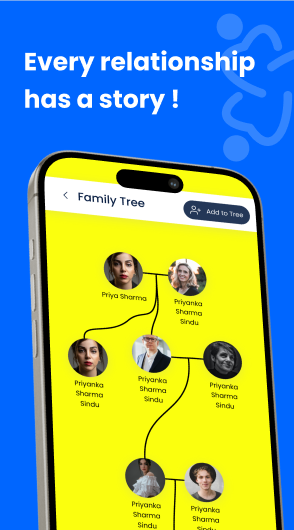 Every relationship
has a story !
Family Tree
Add to Tree
Priya Sharma
Priyanka
Sharma
Sindu
Priyanka
Sharma
Sindu
Priyanka
Sharma
Sindu
Priyanka
Sharma
Sindu
Priyanka
Sharma
Sindu
Priyanka
Sharma